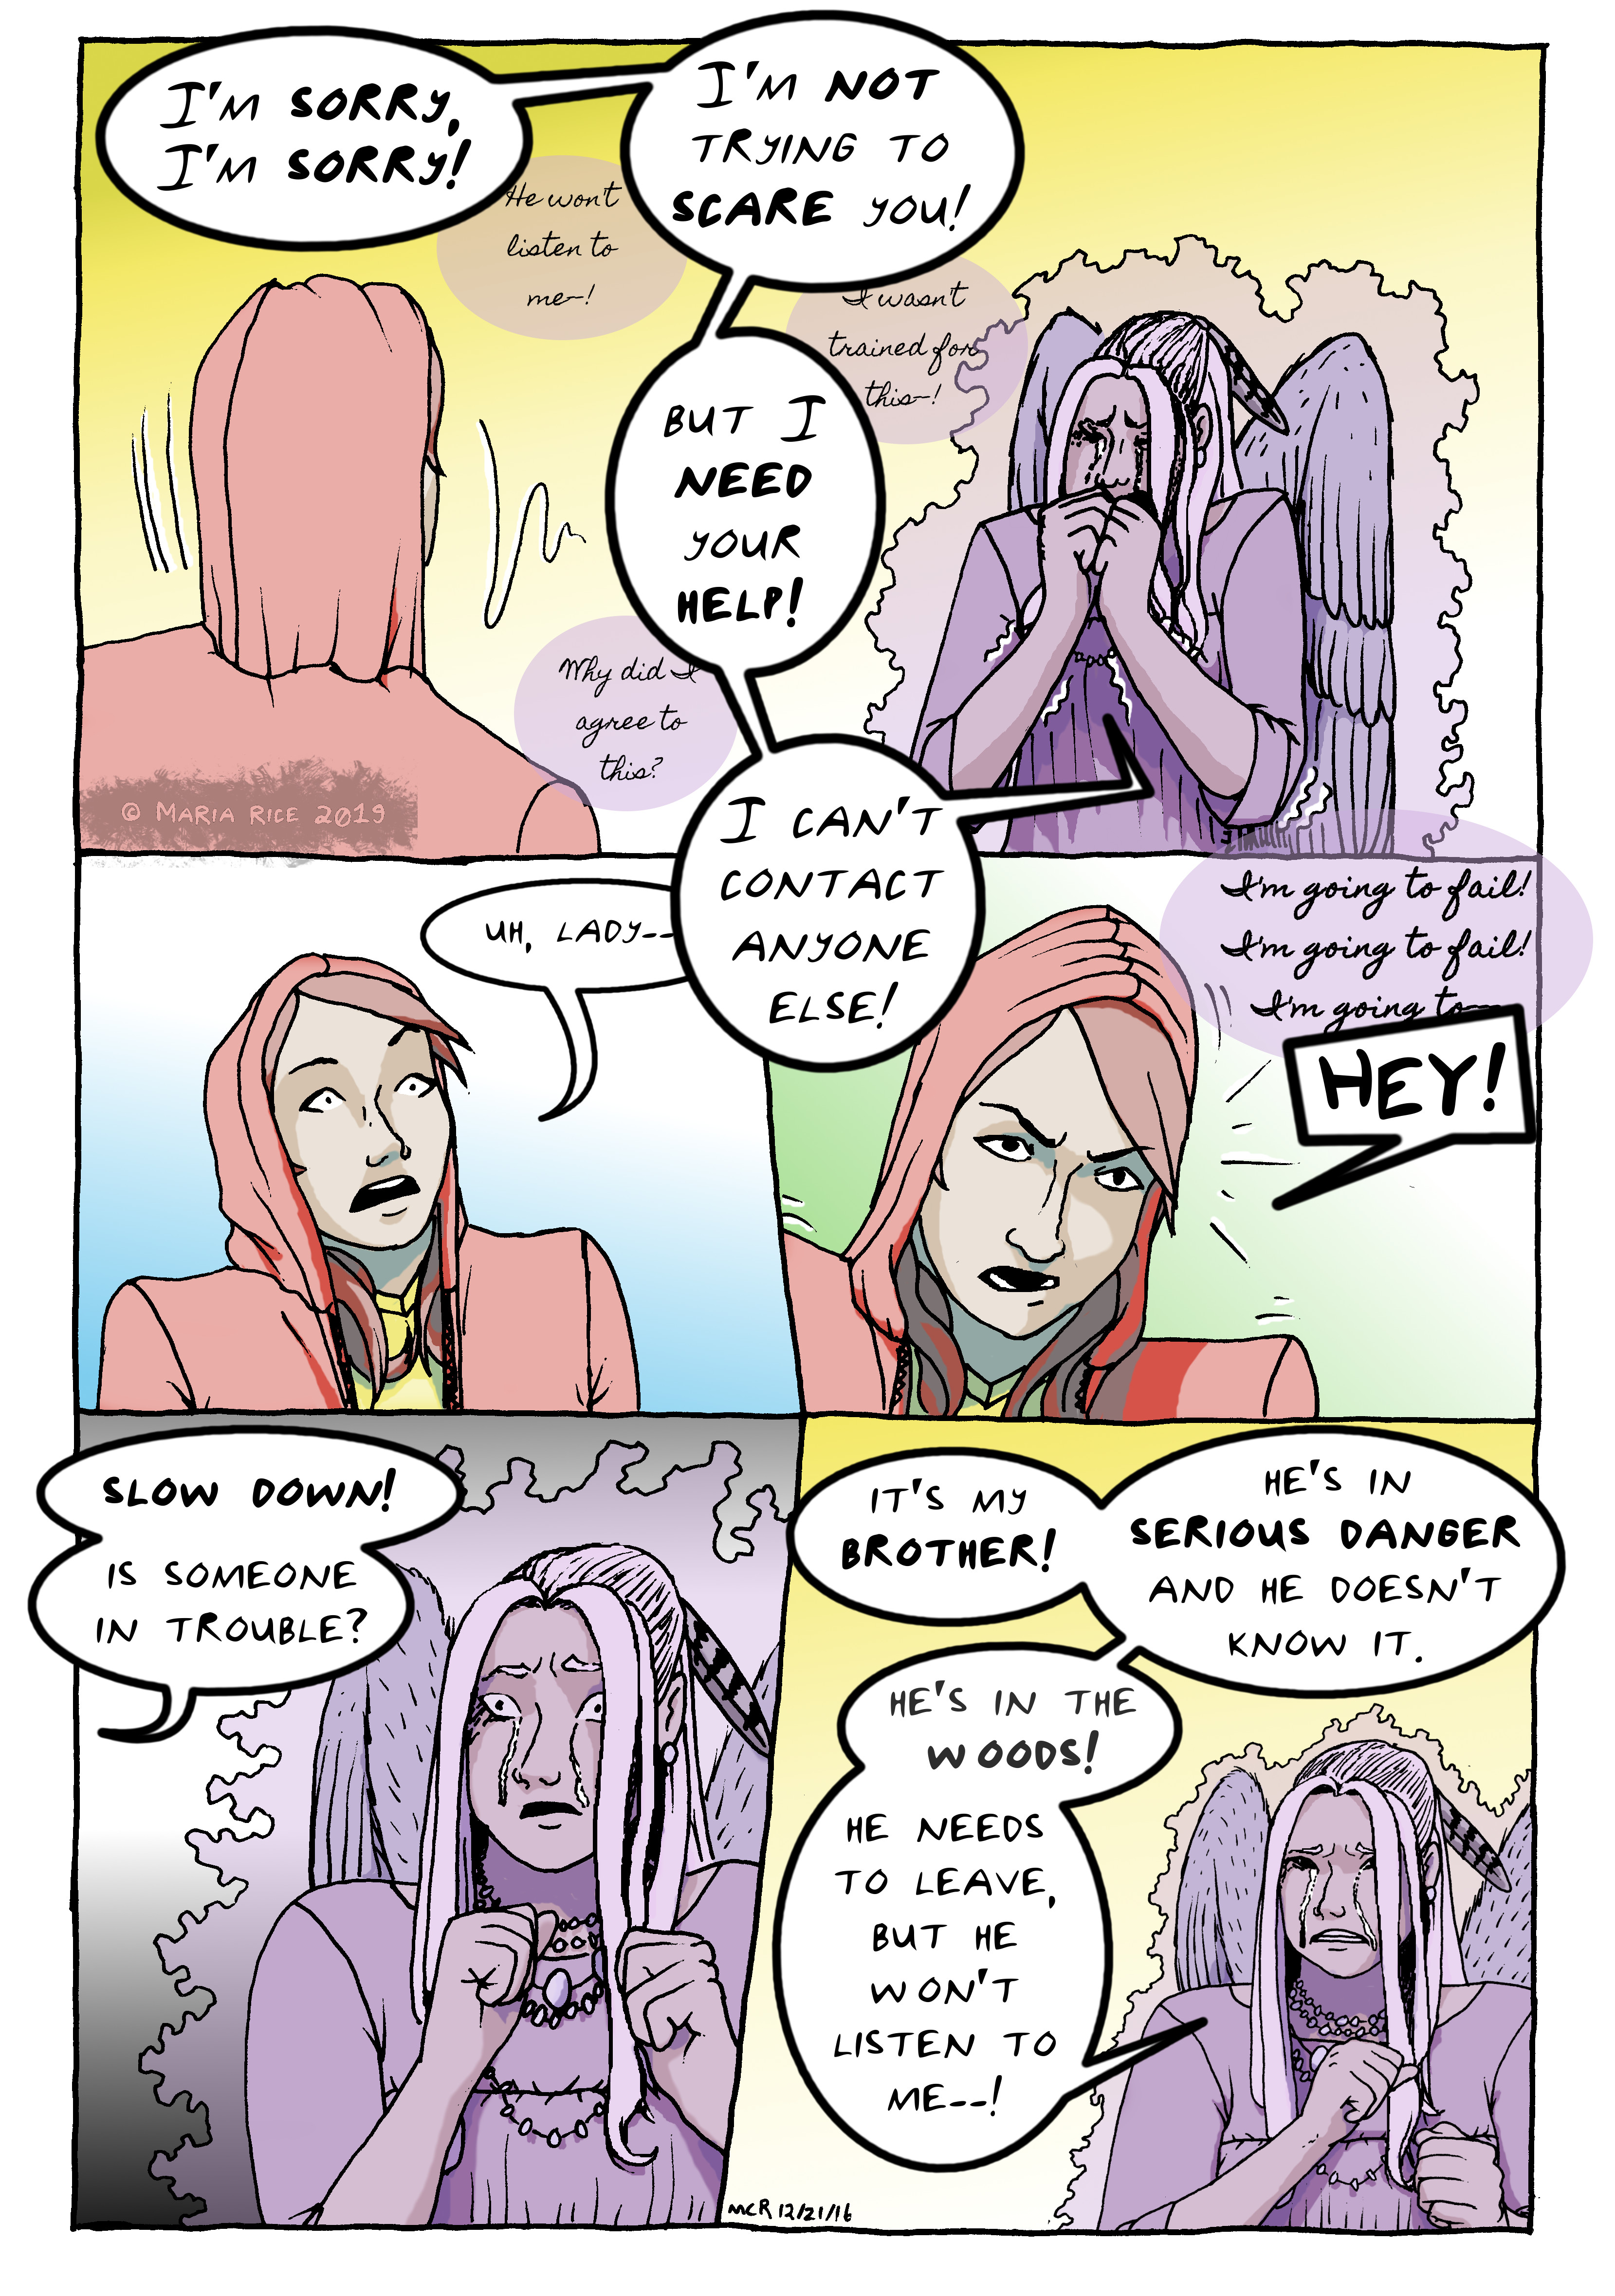 I'M SORRY,
I'M SORRY!
I'M NOT
TRYING TO
SCARE YOU!
He won't
listen to
me—!
I wasn't
trained for
this—!
BUT I
NEED
YOUR
HELP!
Why did I
agree to
this?
I CAN'T
CONTACT
ANYONE
ELSE!
© MARIA RICE 2019
UH, LADY--
I'm going to fail!
I'm going to fail!
I'm going to
HEY!
SLOW DOWN!
IS SOMEONE
IN TROUBLE?
IT'S MY
BROTHER!
HE'S IN
SERIOUS DANGER
AND HE DOESN'T
KNOW IT.
HE'S IN THE
WOODS!
HE NEEDS
TO LEAVE,
BUT HE
WON'T
LISTEN TO
ME--!
MCR 12/21/16